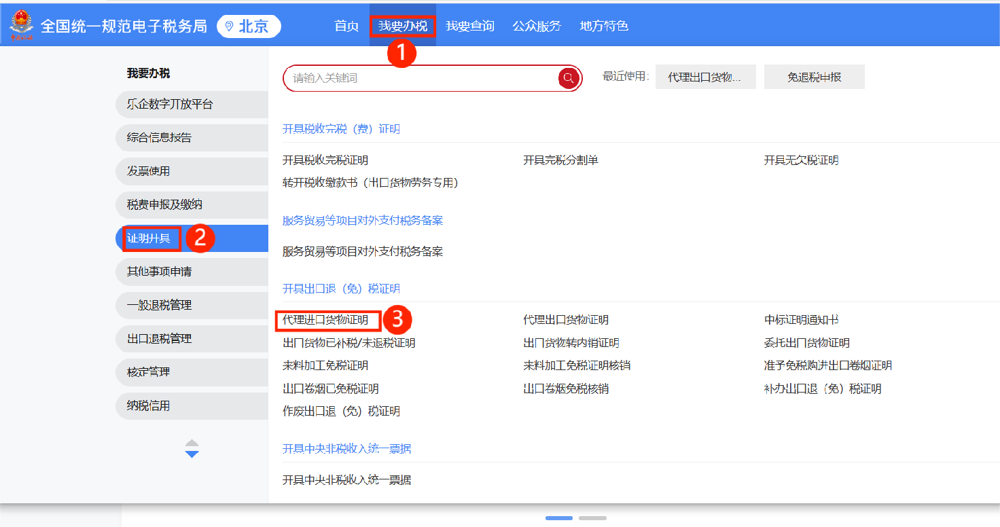 全国统一规范电子税务局
北京
首页
我要办税
我要查询
公众服务
地方特色
1
我要办税
乐企数字开放平台
综合信息报告
发票使用
税费申报及缴纳
证明开具
2
其他事项申请
一般退税管理
出口退税管理
核定管理
纳税信用
请输入关键词
最近使用：
代理出口货物...
免退税申报
开具税收完税（费）证明
开具税收完税证明
开具完税分割单
开具无欠税证明
转开税收缴款书（出口货物劳务专用）
服务贸易等项目对外支付税务备案
服务贸易等项目对外支付税务备案
开具出口退（免）税证明
代理进口货物证明
3
代理出口货物证明
中标证明通知书
出口货物已补税/未退税证明
出口货物转内销证明
委托出口货物证明
来料加工免税证明
来料加工免税证明核销
准予免税购进出口卷烟证明
出口卷烟已免税证明
出口卷烟免税核销
补办出口退（免）税证明
作废出口退（免）税证明
开具中央非税收入统一票据
开具中央非税收入统一票据